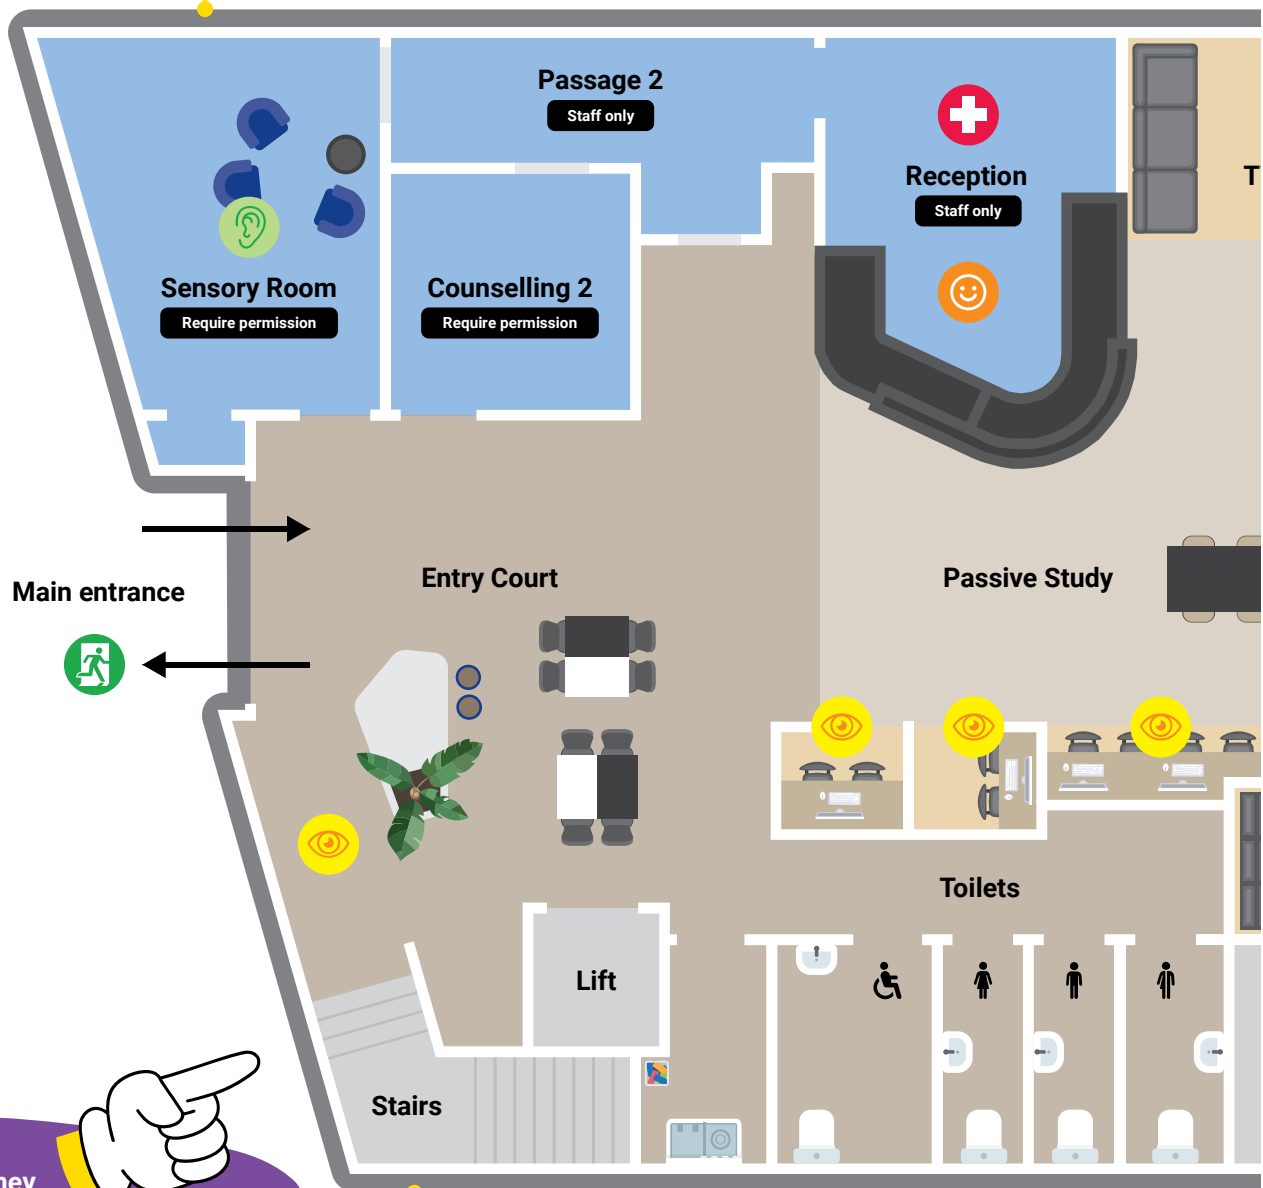 Passage 2
Staff only
Reception
Staff only
T
Sensory Room
Require permission
Counselling 2
Require permission
Main entrance
Entry Court
Passive Study
Toilets
Lift
Stairs
ney